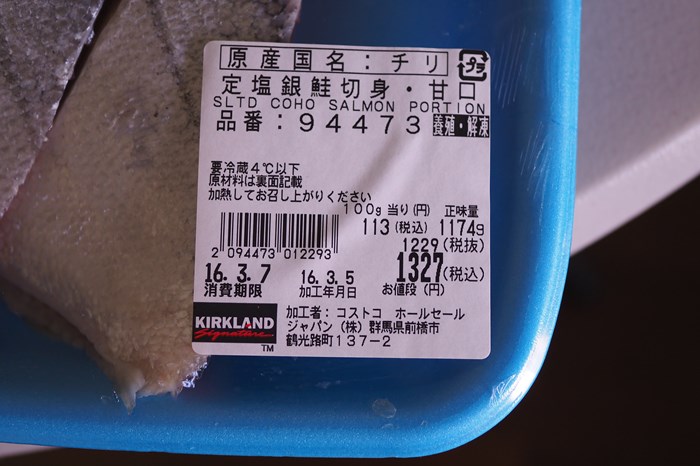 原産国名：チリ
プラ
定塩銀鮭切身・甘口
SLTD COHO SALMON PORTION
品番：94473 養殖・解凍
要冷蔵4℃以下
原材料は裏面記載
加熱してお召し上がりください
100g当り(円) 正味量
113(税込) 1174g
1229(税抜)
1327(税込)
お値段(円)
2 094473 012293
16.3.7 16.3.5
消費期限 加工年月日
KIRKLAND
Signature
TM
加工者：コストコ ホールセール
ジャパン(株)群馬県前橋市
鶴光路町137-2